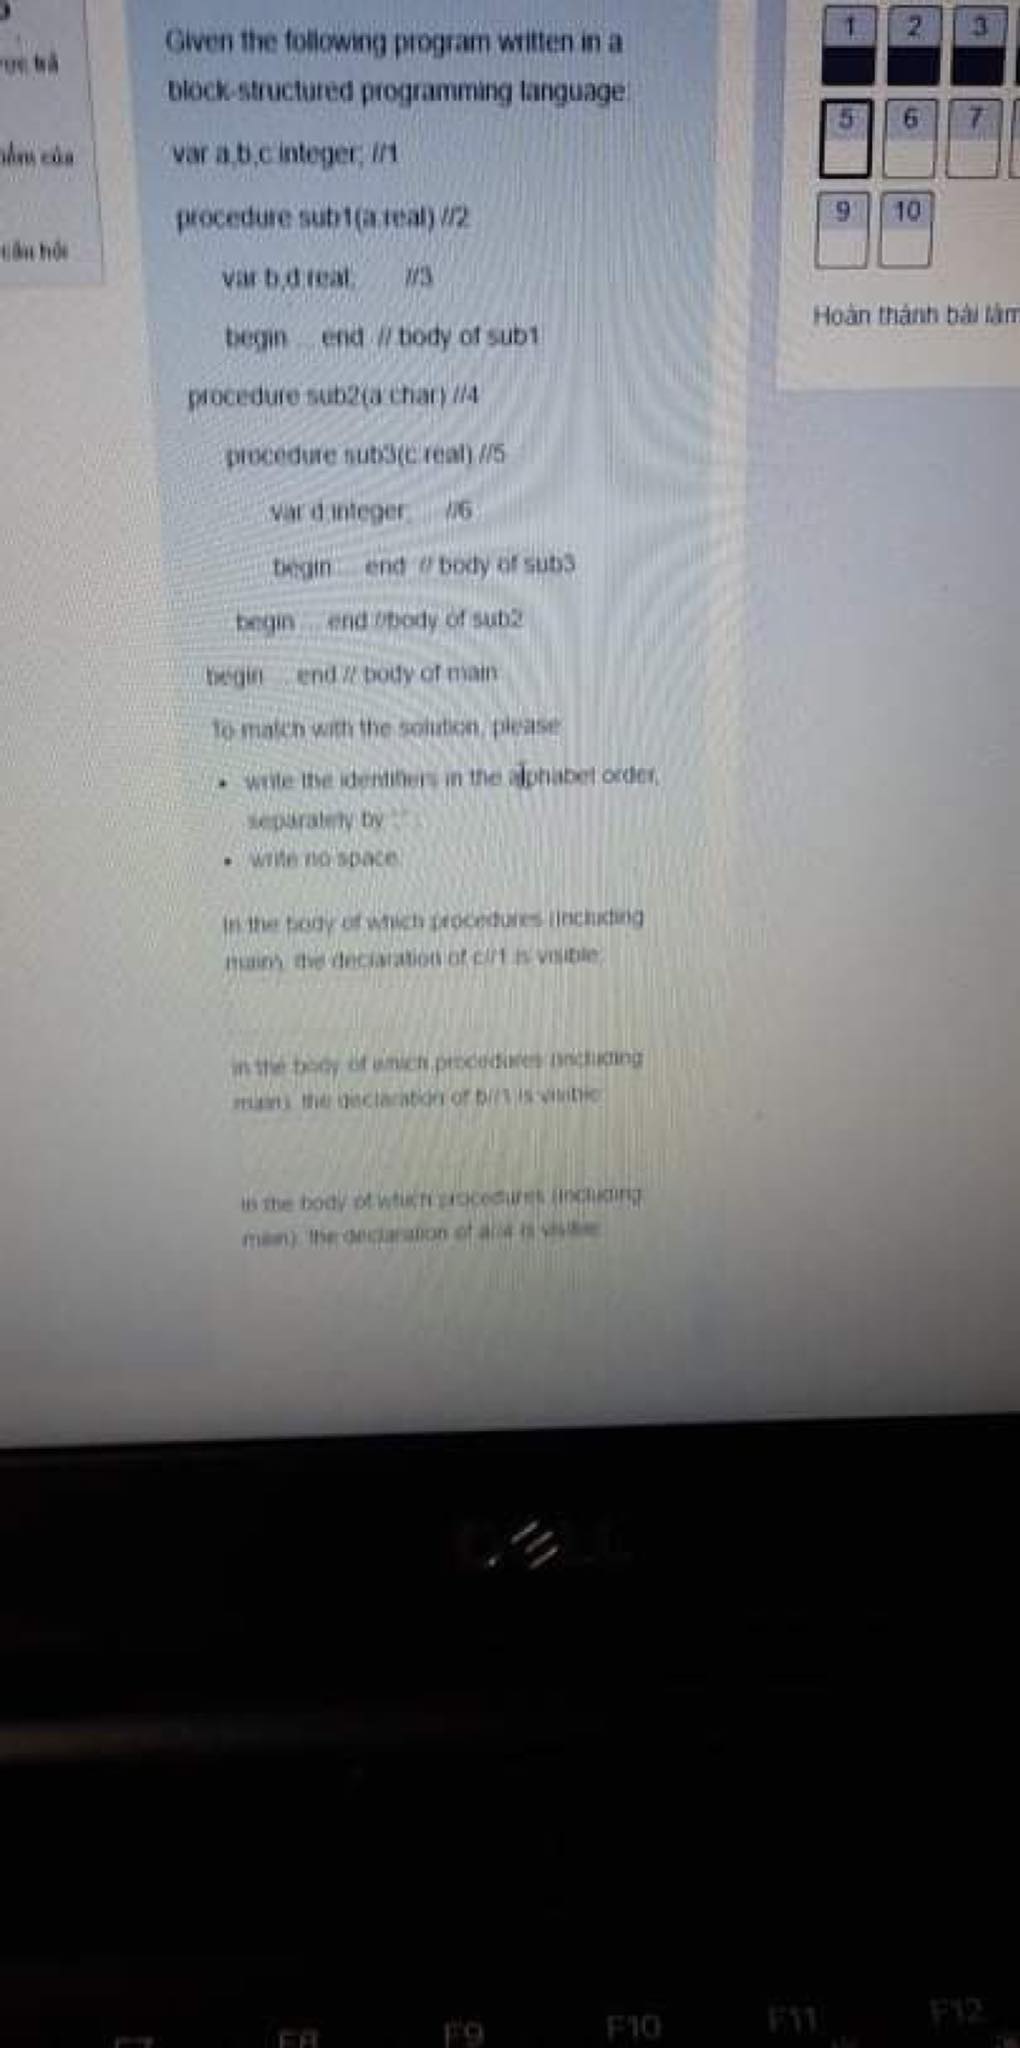 Given the following program written in a
block-structured programming language:
var a,b,c:integer; //1
procedure sub1(a:real) //2
var b,d:real; //3
begin ... end // body of sub1
procedure sub2(a:char) //4
procedure sub3(c:real) //5
var d:integer; //6
begin ... end // body of sub3
begin ... end //body of sub2
begin ... end // body of main
To match with the solution, please
• write the identifiers in the alphabet order,
separately by
• write no space.
In the body of which procedures (including
main), the declaration of c//1 is visible:
in the body of which procedures (including
main), the declaration of b//1 is visible:
in the body of which procedures (including
main), the declaration of is visible:
1
2
3
5
6
7
9
10
Hoàn thành bài làm
của
câu hỏi
F7
F8
F9
F10
F11
F12